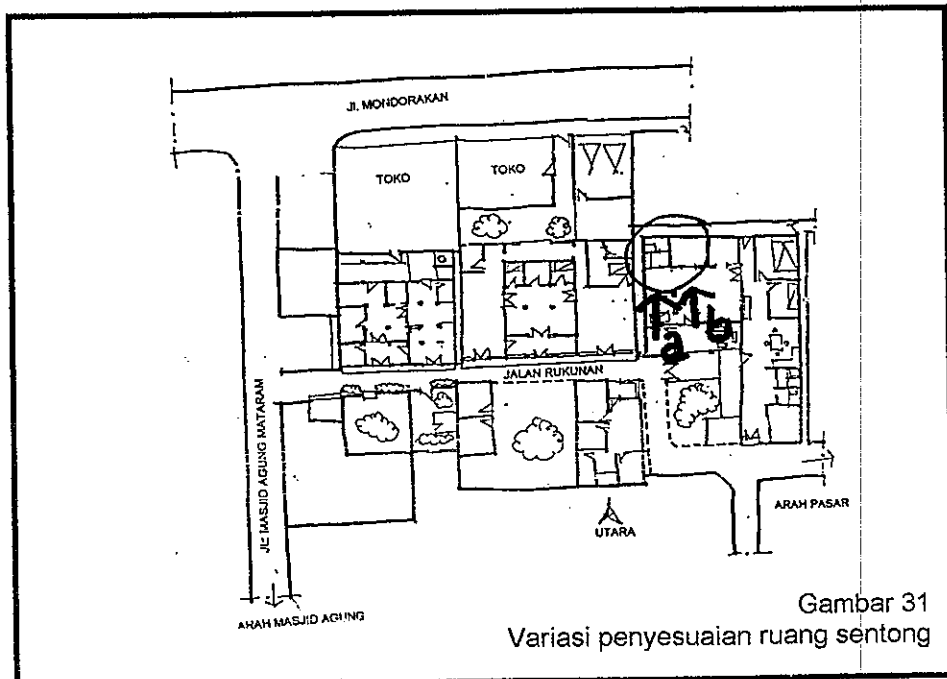 JI. MONDORAKAN
TOKO
TOKO
a
b
JALAN RUKUNAN
JL. MASJID AGUNG MATARAM
ARAH PASAR
UTARA
ARAH MASJID AGUNG
Gambar 31
Variasi penyesuaian ruang sentong